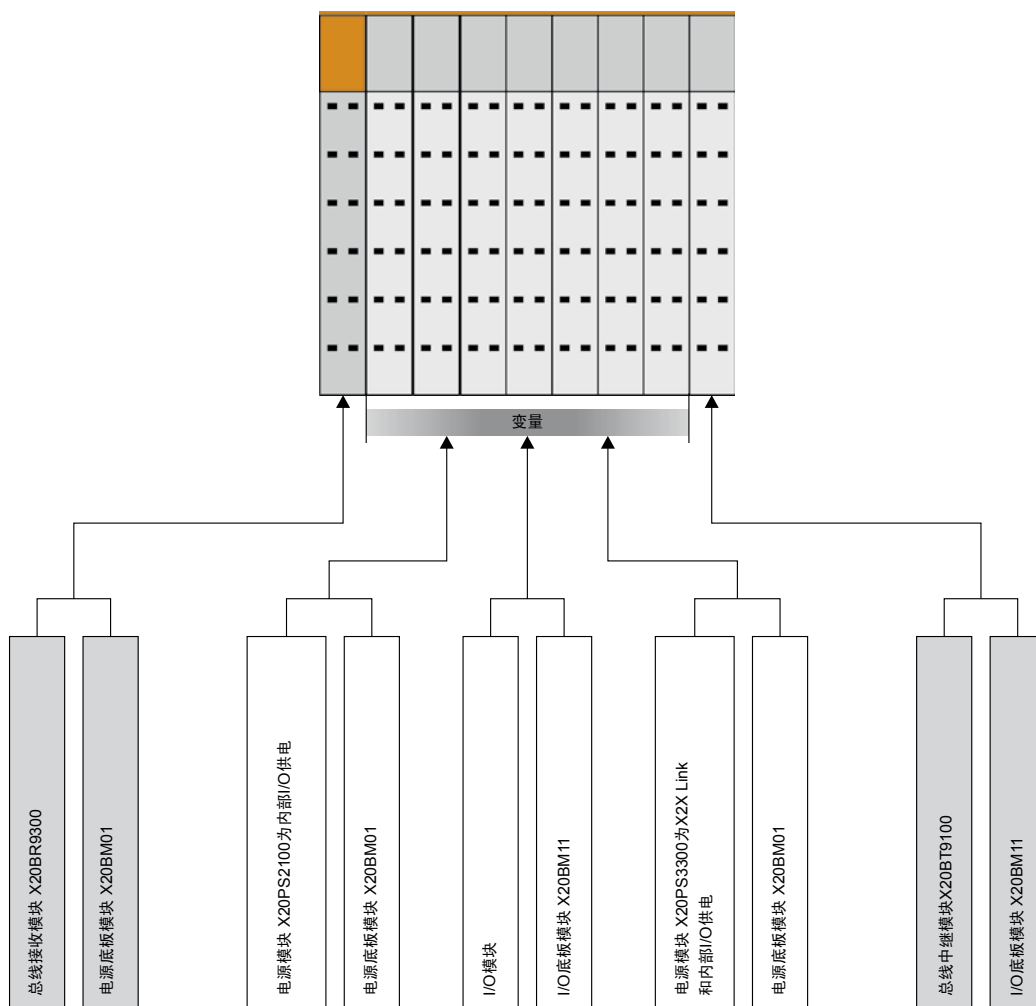 变量
总线接收模块 X20BR9300
电源底板模块 X20BM01
电源模块 X20PS2100为内部I/O供电
电源底板模块 X20BM01
I/O模块
I/O底板模块 X20BM11
电源模块 X20PS3300为X2X Link
和内部I/O供电
电源底板模块 X20BM01
总线中继模块X20BT9100
I/O底板模块 X20BM11